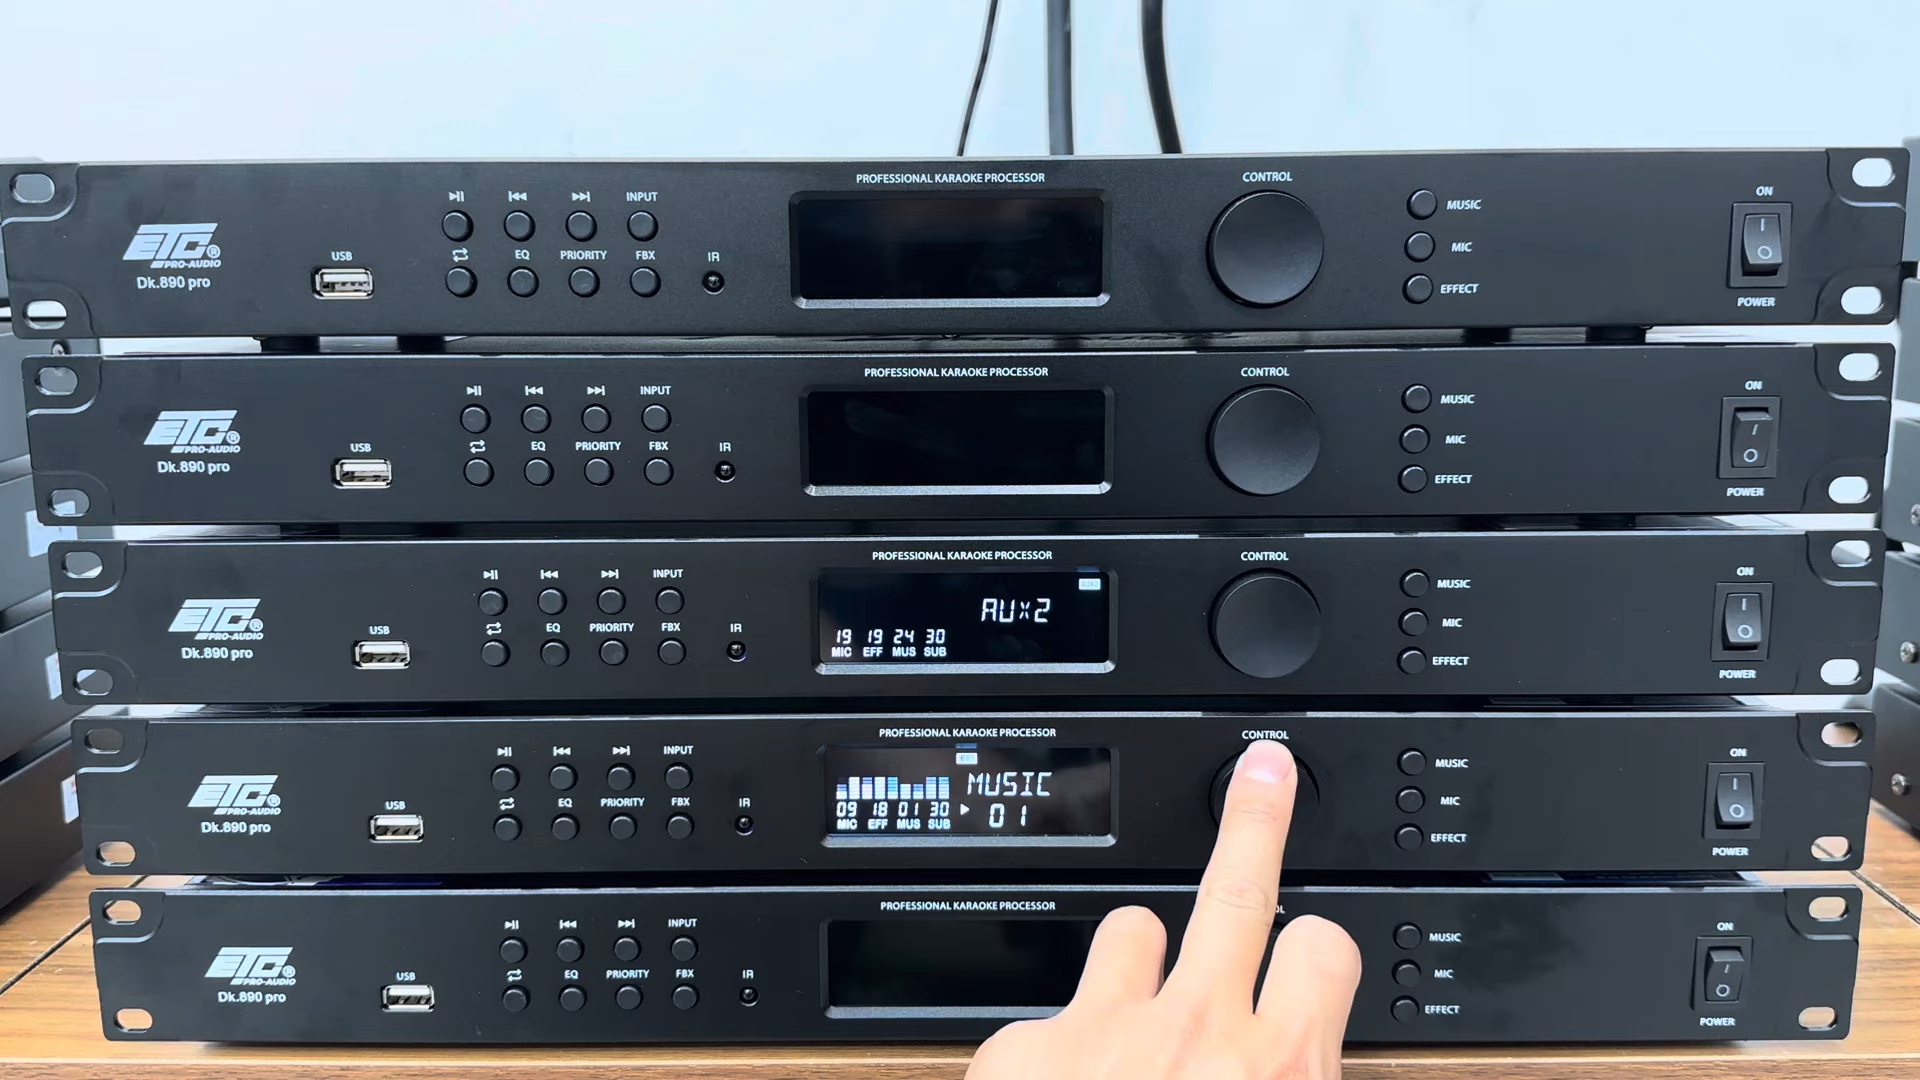 PROFESSIONAL KARAOKE PROCESSOR
CONTROL
INPUT
ETC®
PRO-AUDIO
Dk.890 pro
USB
EQ PRIORITY FBX
IR
MUSIC
MIC
EFFECT
ON
POWER
PROFESSIONAL KARAOKE PROCESSOR
CONTROL
INPUT
ETC®
PRO-AUDIO
Dk.890 pro
USB
EQ PRIORITY FBX
IR
MUSIC
MIC
EFFECT
ON
POWER
PROFESSIONAL KARAOKE PROCESSOR
CONTROL
INPUT
ETC®
PRO-AUDIO
Dk.890 pro
USB
EQ PRIORITY FBX
IR
AUX2
19 19 24 30
MIC EFF MUS SUB
MUSIC
MIC
EFFECT
ON
POWER
PROFESSIONAL KARAOKE PROCESSOR
CONTROL
INPUT
ETC®
PRO-AUDIO
Dk.890 pro
USB
EQ PRIORITY FBX
IR
MUSIC
01
09 18 01 30
MIC EFF MUS SUB
MUSIC
MIC
EFFECT
ON
POWER
PROFESSIONAL KARAOKE PROCESSOR
INPUT
ETC®
PRO-AUDIO
Dk.890 pro
USB
EQ PRIORITY FBX
IR
MUSIC
MIC
EFFECT
ON
POWER